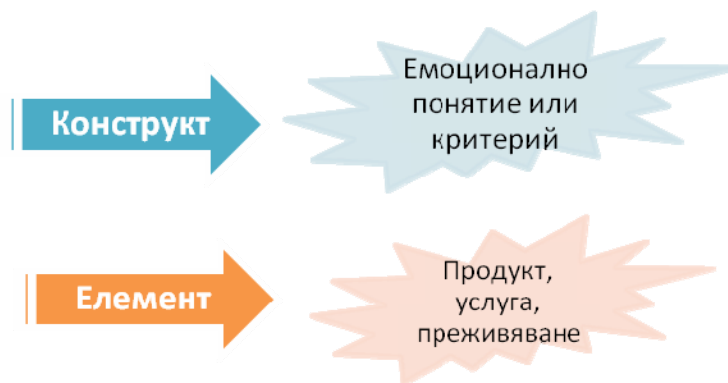 Конструкт
Емоционално
понятие или
критерий
Елемент
Продукт,
услуга,
преживяване